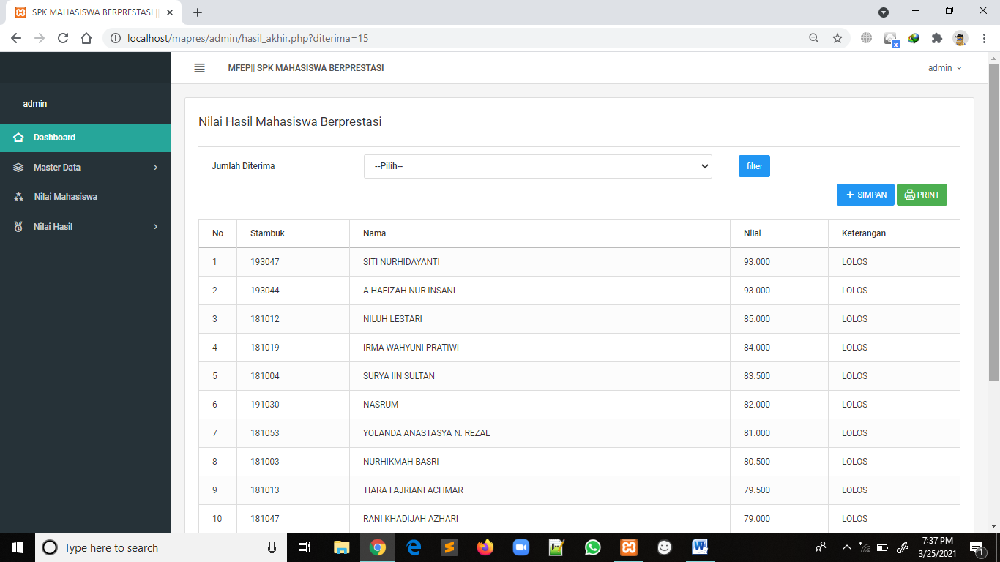 SPK MAHASISWA BERPRESTASI ||
localhost/mapres/admin/hasil_akhir.php?diterima=15
MFEP|| SPK MAHASISWA BERPRESTASI
admin
admin
Dashboard
Master Data
Nilai Mahasiswa
Nilai Hasil
Nilai Hasil Mahasiswa Berprestasi
Jumlah Diterima --Pilih-- filter
+ SIMPAN PRINT
No Stambuk Nama Nilai Keterangan
1 193047 SITI NURHIDAYANTI 93.000 LOLOS
2 193044 A HAFIZAH NUR INSANI 93.000 LOLOS
3 181012 NILUH LESTARI 85.000 LOLOS
4 181019 IRMA WAHYUNI PRATIWI 84.000 LOLOS
5 181004 SURYA IIN SULTAN 83.500 LOLOS
6 191030 NASRUM 82.000 LOLOS
7 181053 YOLANDA ANASTASYA N. REZAL 81.000 LOLOS
8 181003 NURHIKMAH BASRI 80.500 LOLOS
9 181013 TIARA FAJRIANI ACHMAR 79.500 LOLOS
10 181047 RANI KHADIJAH AZHARI 79.000 LOLOS
Type here to search
7:37 PM
3/25/2021
1